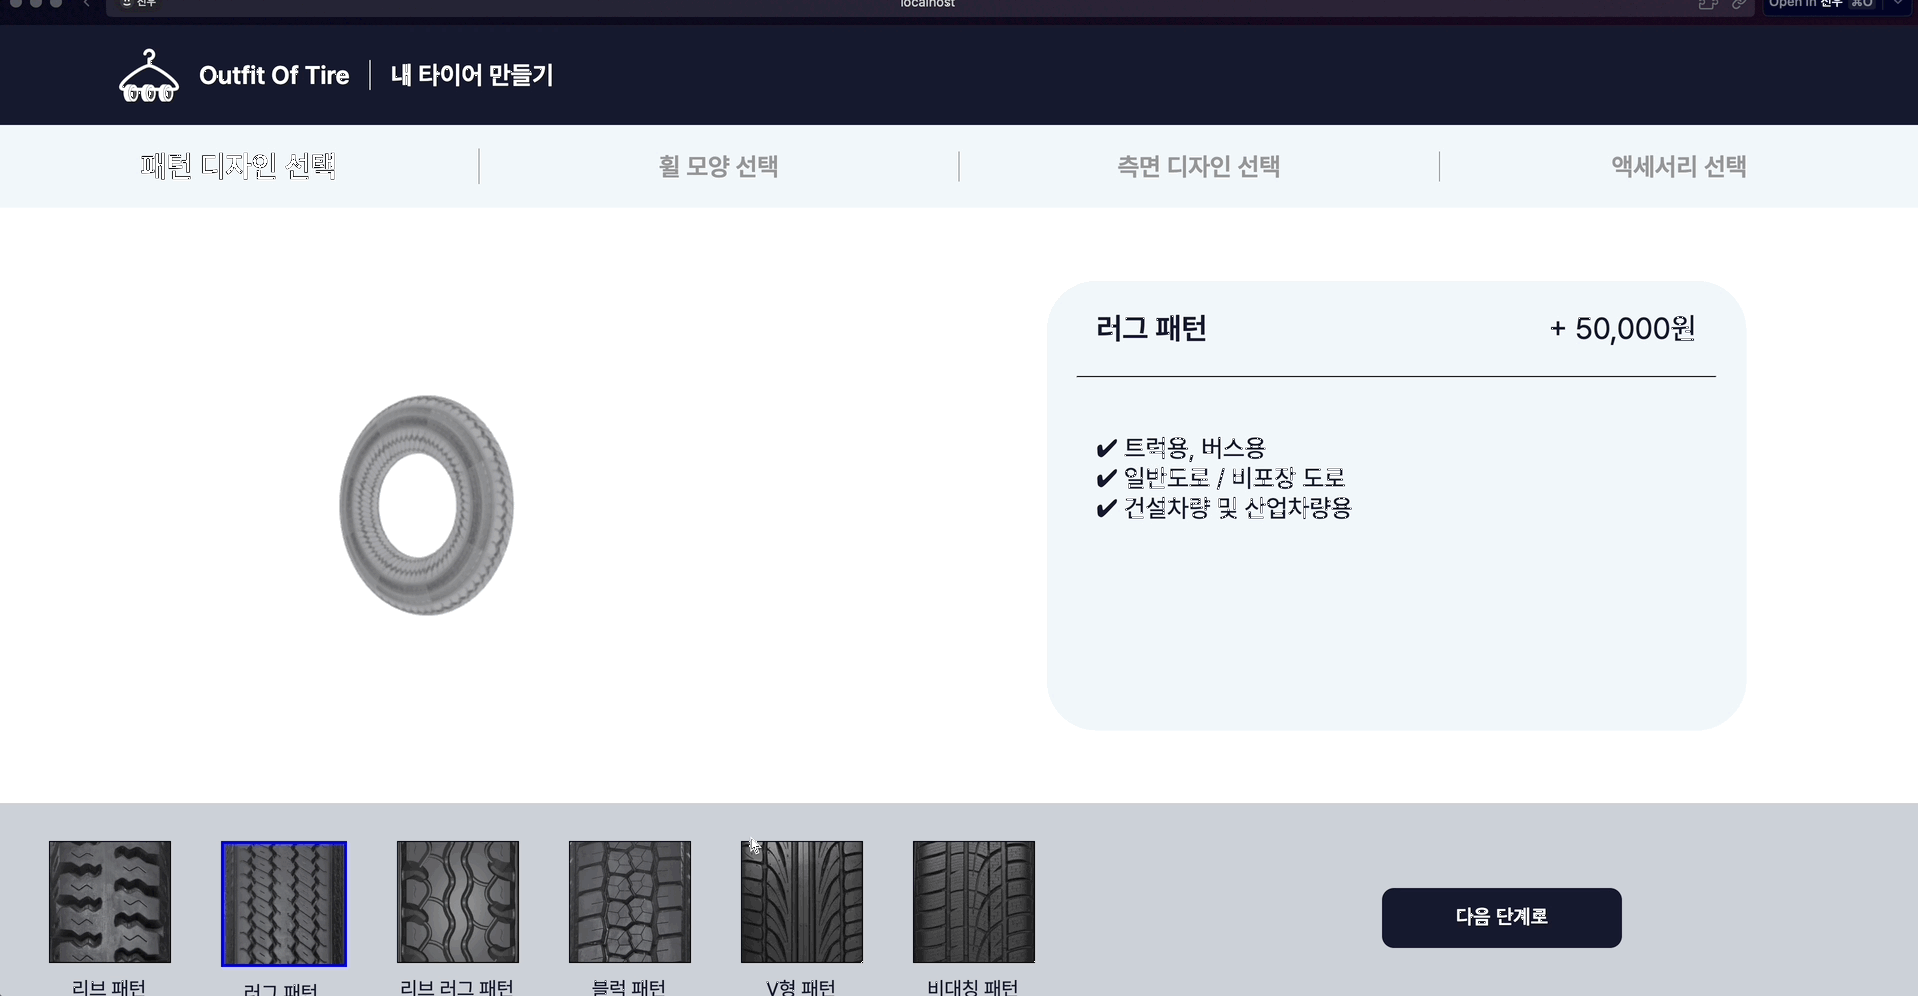 진우
localhost
Open in 진우 ⌘O
Outfit Of Tire
내 타이어 만들기
패턴 디자인 선택
휠 모양 선택
측면 디자인 선택
액세서리 선택
러그 패턴
+ 50,000원
✔ 트럭용, 버스용
✔ 일반도로 / 비포장 도로
✔ 건설차량 및 산업차량용
리브 패턴
러그 패턴
리브 러그 패턴
블럭 패턴
V형 패턴
비대칭 패턴
다음 단계로